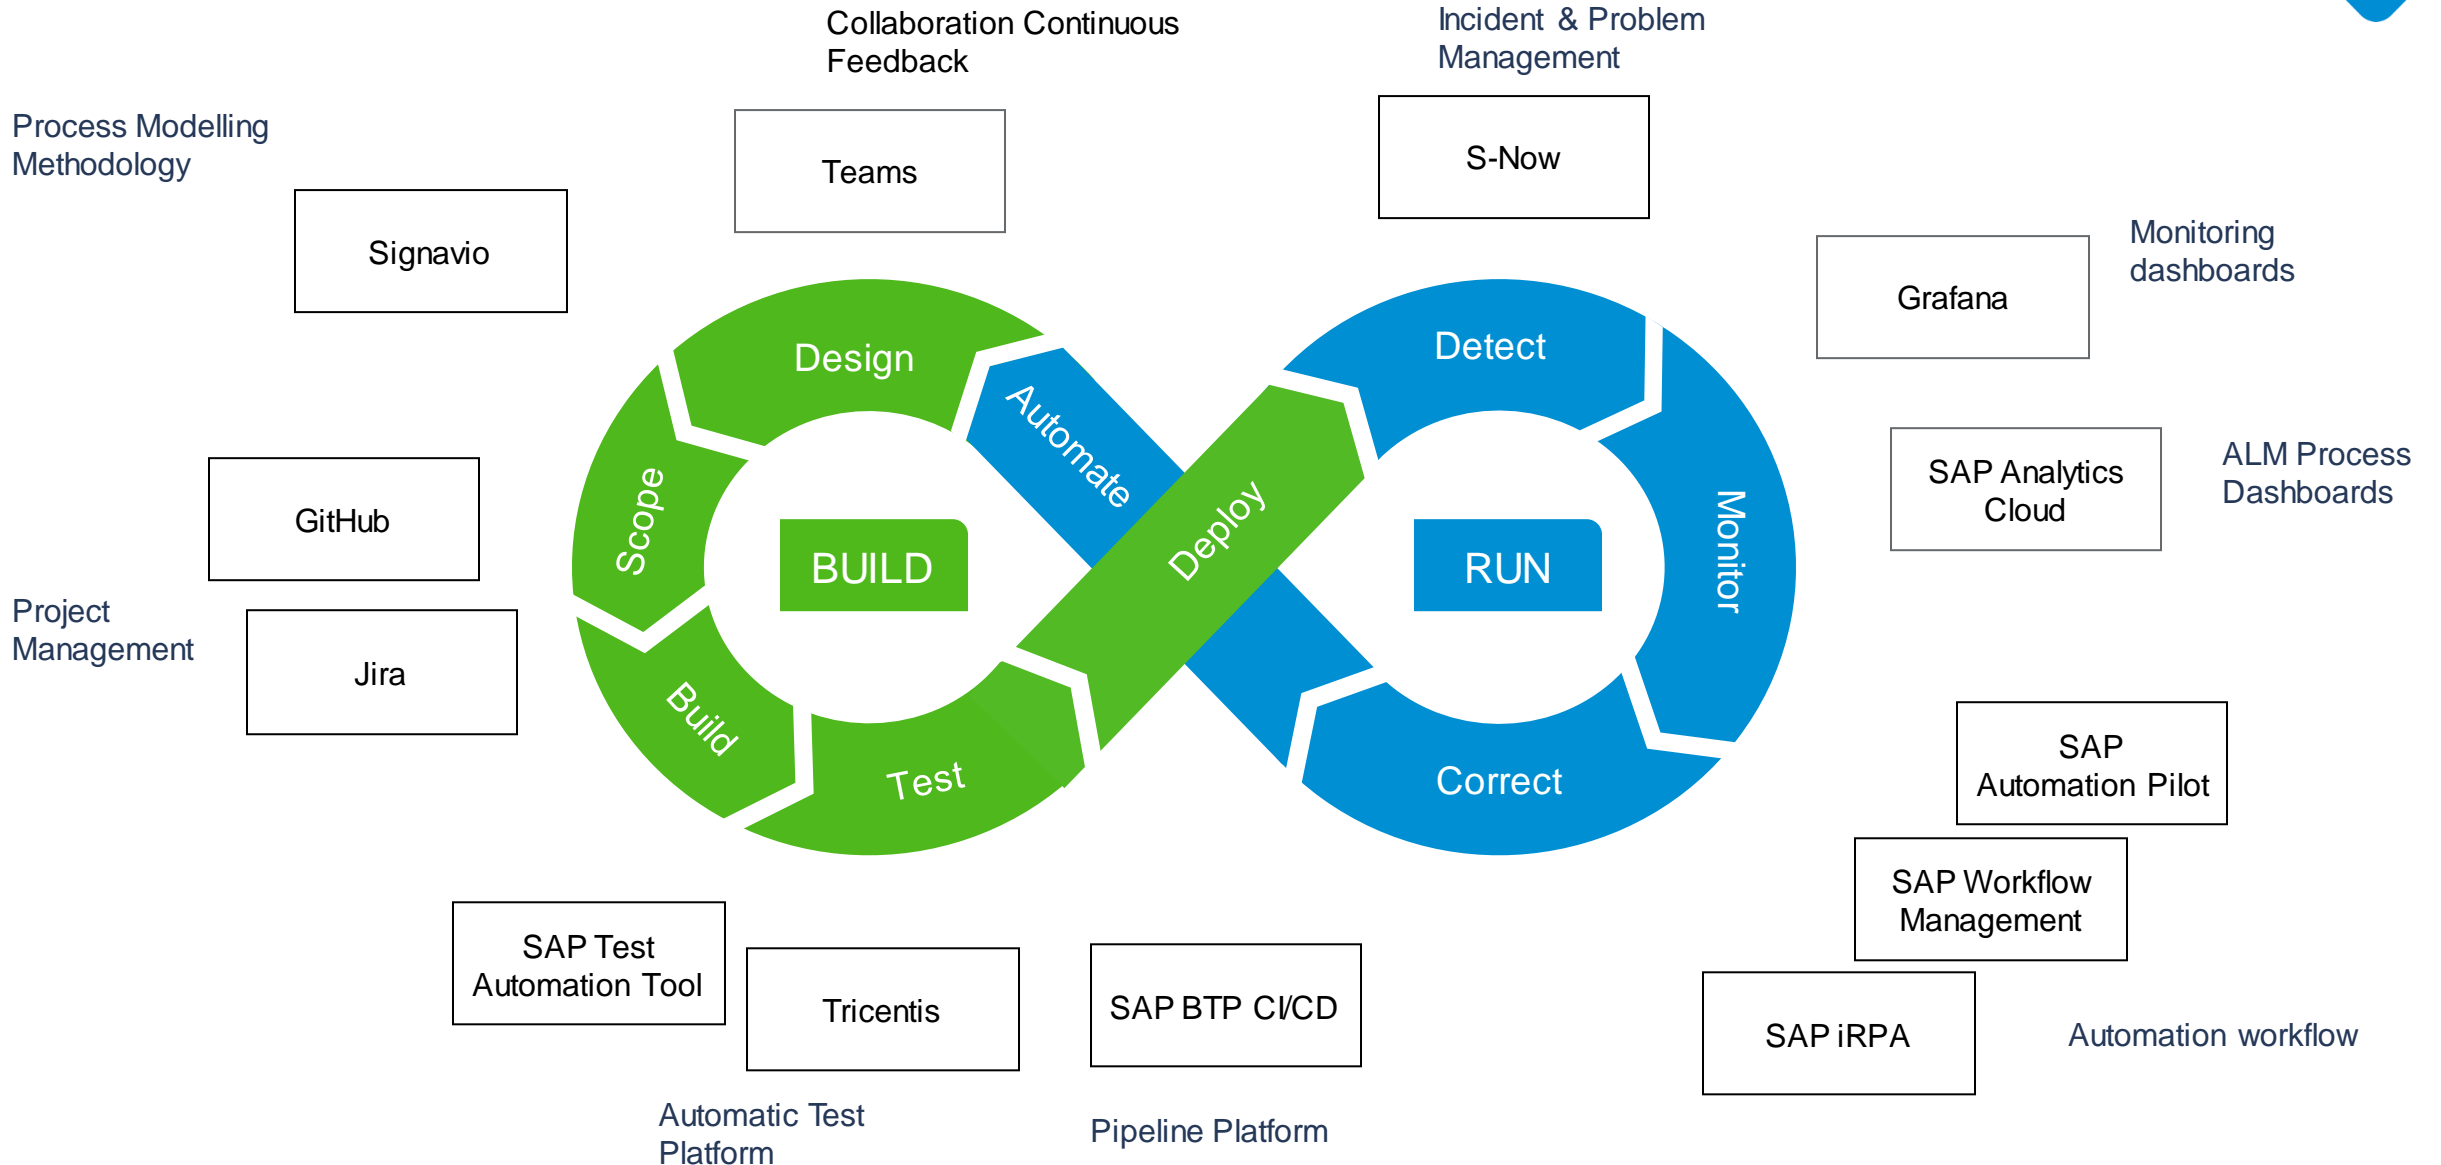 Collaboration Continuous
Feedback
Incident & Problem
Management
Process Modelling
Methodology
Teams
S-Now
Signavio
Monitoring
dashboards
Grafana
Design
Detect
Automate
Scope
Deploy
Monitor
SAP Analytics
Cloud
ALM Process
Dashboards
GitHub
BUILD
RUN
Project
Management
Jira
Build
Test
Correct
SAP
Automation Pilot
SAP Workflow
Management
SAP Test
Automation Tool
Tricentis
SAP BTP CI/CD
SAP iRPA
Automation workflow
Automatic Test
Platform
Pipeline Platform